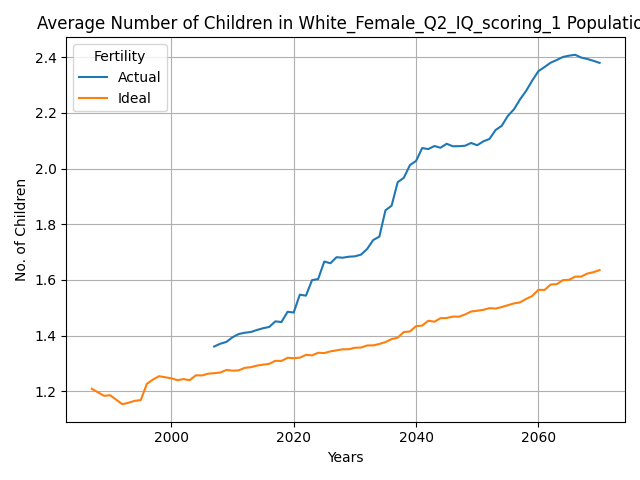 Average Number of Children in White_Female_Q2_IQ_scoring_1 Populatio
Fertility
Actual
Ideal
No. of Children
2.4
2.2
2.0
1.8
1.6
1.4
1.2
2000
2020
2040
2060
Years